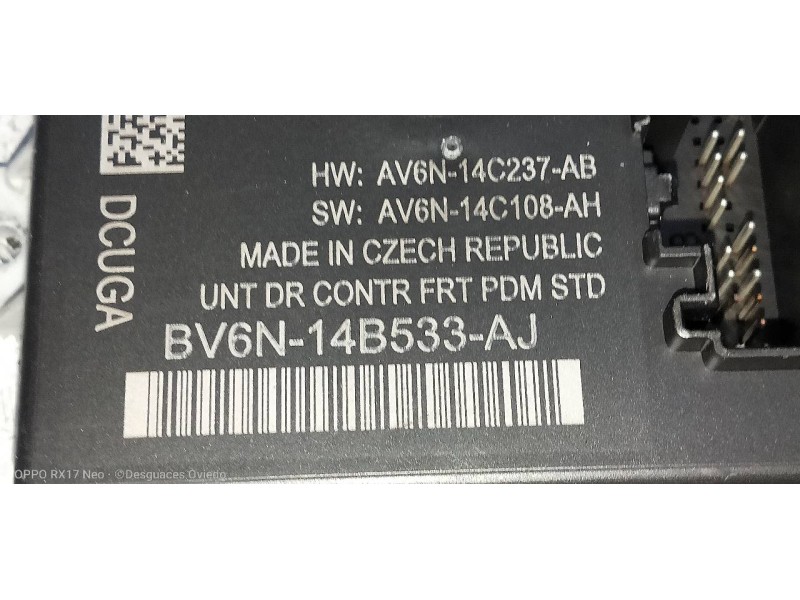 HW: AV6N-14C237-AB
SW: AV6N-14C108-AH
MADE IN CZECH REPUBLIC
UNT DR CONTR FRT PDM STD
BV6N-14B533-AJ
DCUGA
OPPO RX17 Neo · ©Desguaces Oviedo